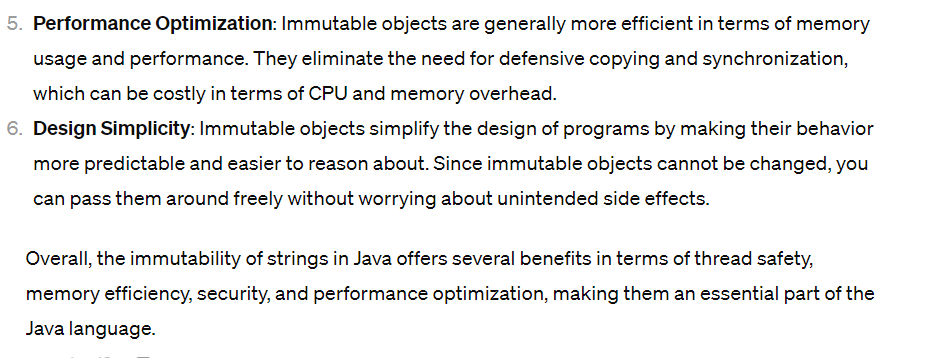 5. Performance Optimization: Immutable objects are generally more efficient in terms of memory
usage and performance. They eliminate the need for defensive copying and synchronization,
which can be costly in terms of CPU and memory overhead.
6. Design Simplicity: Immutable objects simplify the design of programs by making their behavior
more predictable and easier to reason about. Since immutable objects cannot be changed, you
can pass them around freely without worrying about unintended side effects.
Overall, the immutability of strings in Java offers several benefits in terms of thread safety,
memory efficiency, security, and performance optimization, making them an essential part of the
Java language.